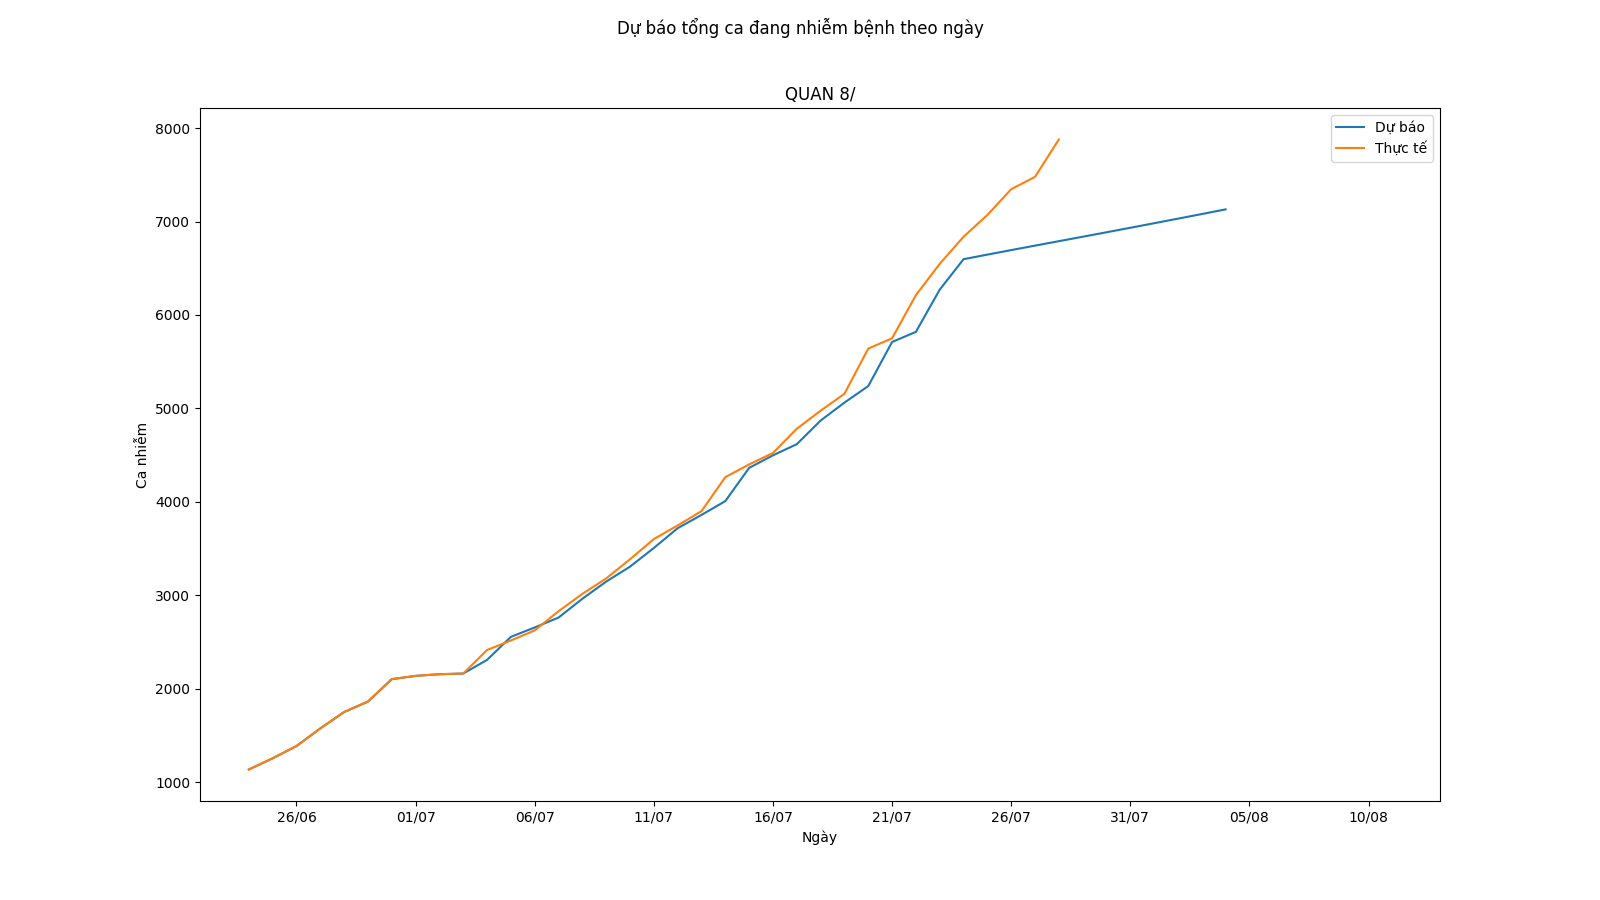 Dự báo tổng ca đang nhiễm bệnh theo ngày
QUAN 8/
Dự báo
Thực tế
8000
7000
6000
5000
4000
3000
2000
1000
Ca nhiễm
26/06 01/07 06/07 11/07 16/07 21/07 26/07 31/07 05/08 10/08
Ngày